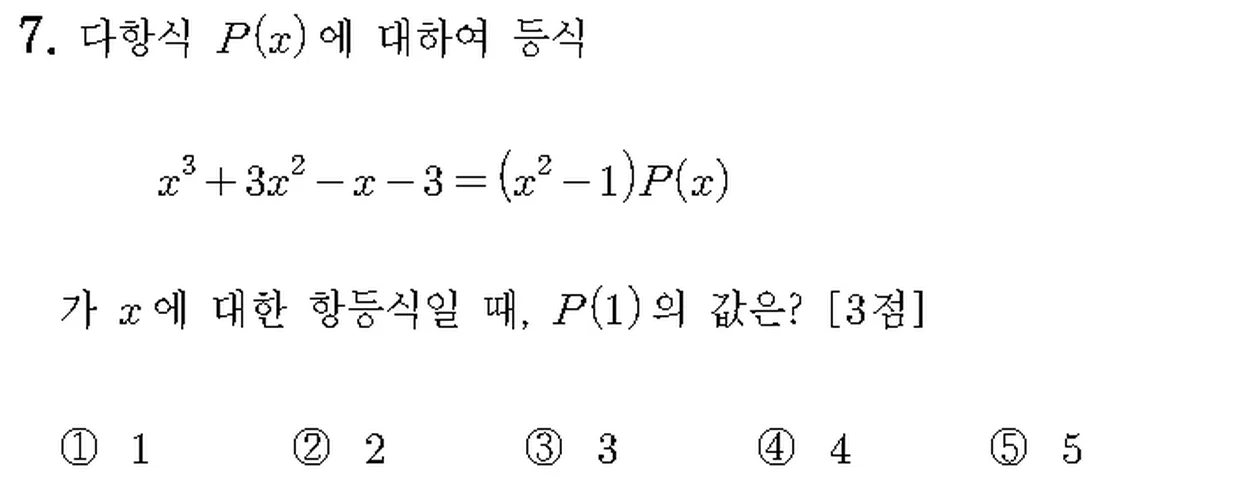 7. 다항식 P(x)에 대하여 등식
x³+3x²−x−3=(x²−1)P(x)
가 x에 대한 항등식일 때, P(1)의 값은? [3점]
① 1 ② 2 ③ 3 ④ 4 ⑤ 5